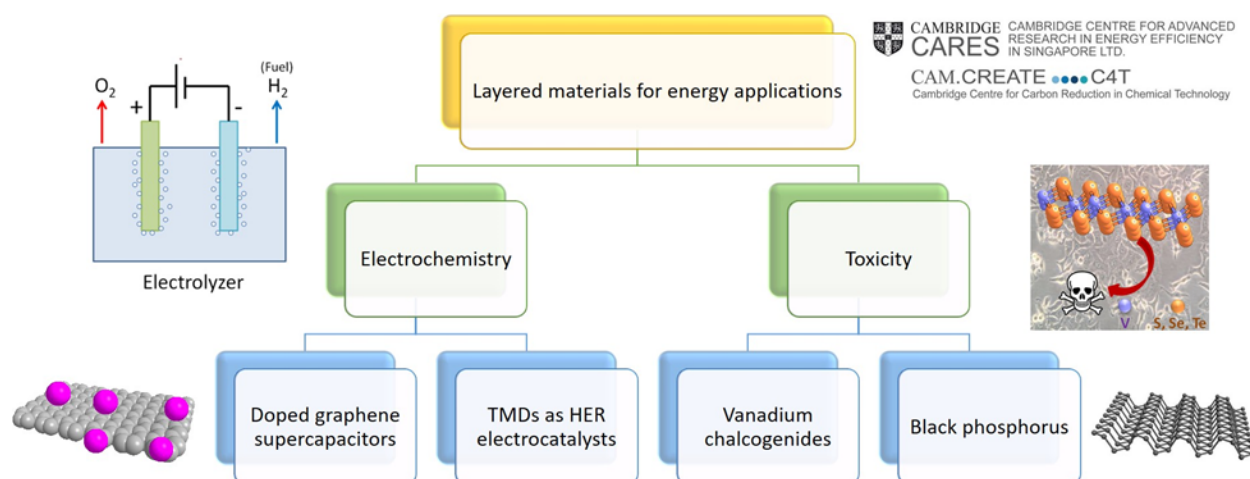 CAMBRIDGE
CARES
CAMBRIDGE CENTRE FOR ADVANCED
RESEARCH IN ENERGY EFFICIENCY
IN SINGAPORE LTD.
CAM.CREATE C4T
Cambridge Centre for Carbon Reduction in Chemical Technology
Layered materials for energy applications
O2
(Fuel)
H2
+
-
Electrolyzer
Electrochemistry
Toxicity
V
S, Se, Te
Doped graphene
supercapacitors
TMDs as HER
electrocatalysts
Vanadium
chalcogenides
Black phosphorus